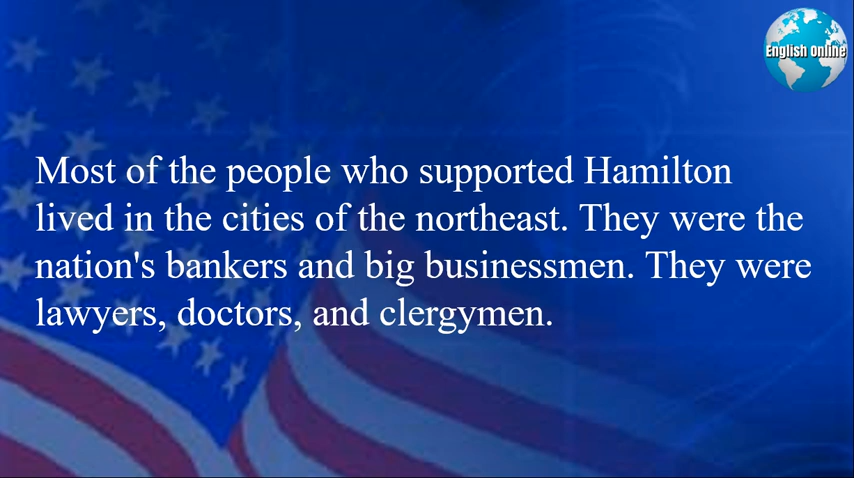 English Online
Most of the people who supported Hamilton
lived in the cities of the northeast. They were the
nation's bankers and big businessmen. They were
lawyers, doctors, and clergymen.